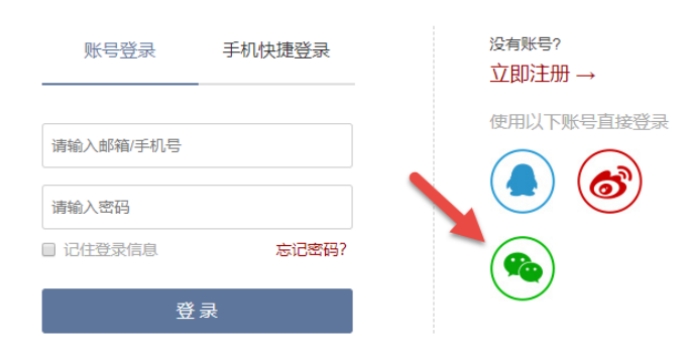 账号登录 手机快捷登录
请输入邮箱/手机号
请输入密码
记住登录信息 忘记密码?
登 录
没有账号?
立即注册 →
使用以下账号直接登录